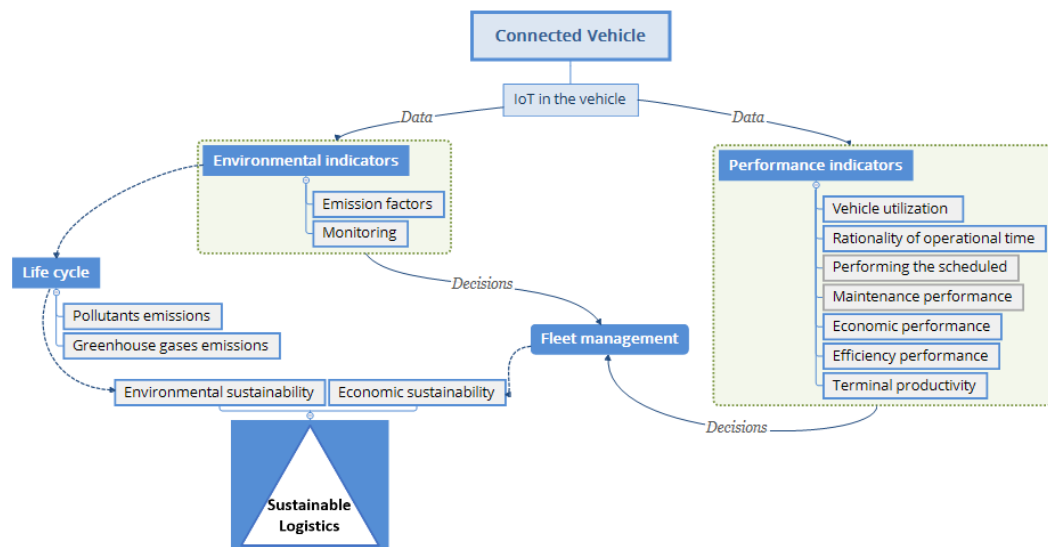 Connected Vehicle
IoT in the vehicle
Data
Data
Environmental indicators
Emission factors
Monitoring
Performance indicators
Vehicle utilization
Rationality of operational time
Performing the scheduled
Maintenance performance
Economic performance
Efficiency performance
Terminal productivity
Life cycle
Pollutants emissions
Greenhouse gases emissions
Decisions
Fleet management
Decisions
Environmental sustainability
Economic sustainability
Sustainable
Logistics